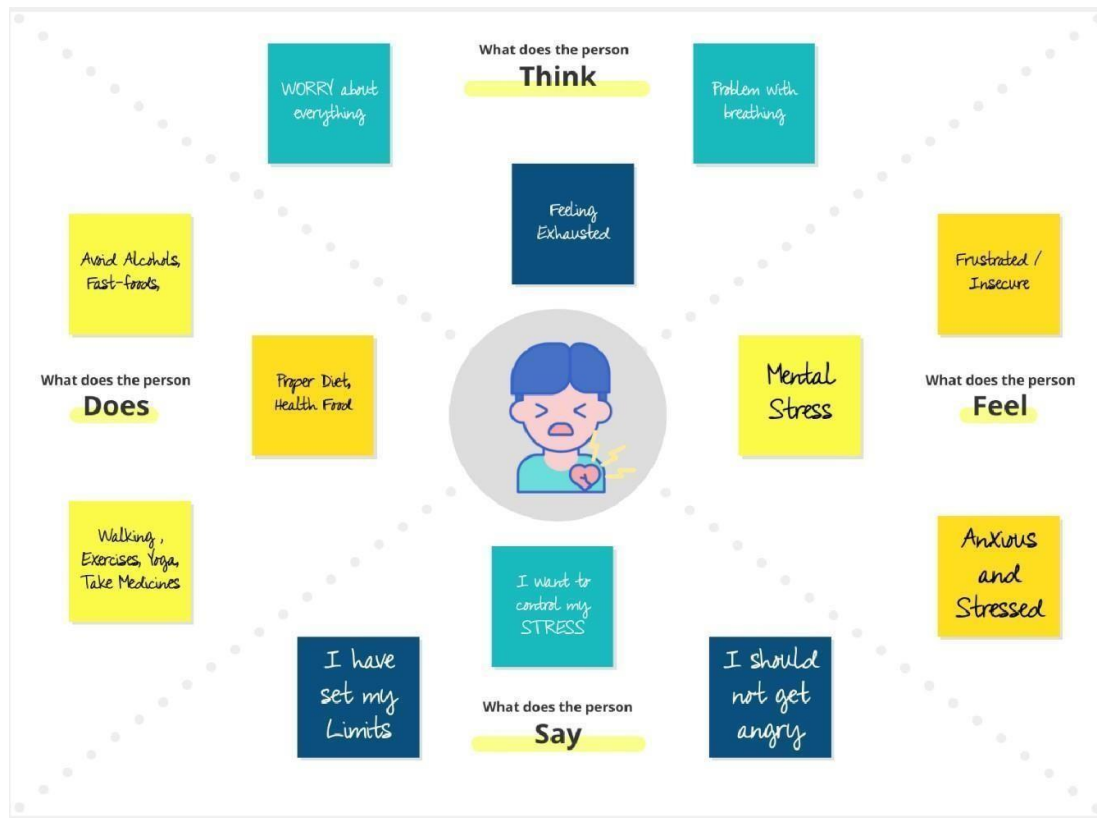 What does the person
Think
WORRY about
everything
Problem with
breathing
Feeling
Exhausted
Avoid Alcohols,
Fast-foods,
Frustrated /
Insecure
What does the person
Does
Proper Diet,
Health Food
Mental
Stress
What does the person
Feel
Walking ,
Exercises, Yoga,
Take Medicines
Anxious
and
Stressed
I want to
control my
STRESS
I have
set my
Limits
I should
not get
angry
What does the person
Say